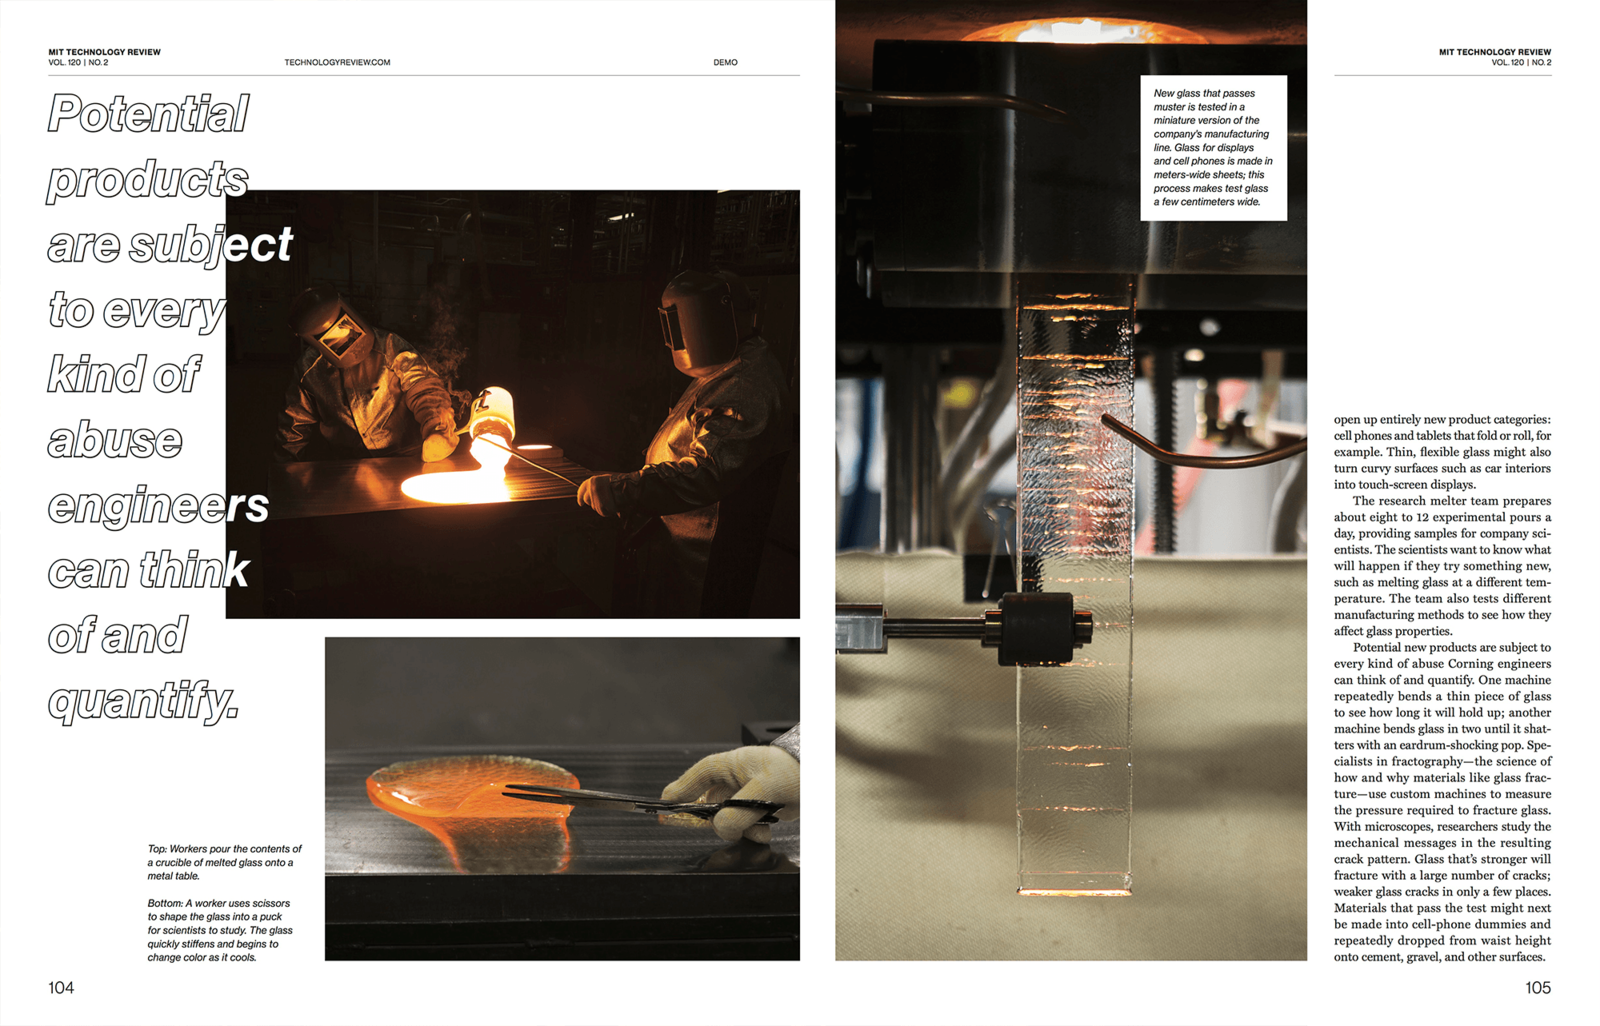 MIT TECHNOLOGY REVIEW
VOL. 120 | NO. 2
TECHNOLOGYREVIEW.COM
DEMO
Potential
products
are subject
to every
kind of
abuse
engineers
can think
of and
quantify.
Top: Workers pour the contents of
a crucible of melted glass onto a
metal table.
Bottom: A worker uses scissors
to shape the glass into a puck
for scientists to study. The glass
quickly stiffens and begins to
change color as it cools.
104
New glass that passes
muster is tested in a
miniature version of the
company's manufacturing
line. Glass for displays
and cell phones is made in
meters-wide sheets; this
process makes test glass
a few centimeters wide.
MIT TECHNOLOGY REVIEW
VOL. 120 | NO. 2
open up entirely new product categories:
cell phones and tablets that fold or roll, for
example. Thin, flexible glass might also
turn curvy surfaces such as car interiors
into touch-screen displays.
The research melter team prepares
about eight to 12 experimental pours a
day, providing samples for company sci-
entists. The scientists want to know what
will happen if they try something new,
such as melting glass at a different tem-
perature. The team also tests different
manufacturing methods to see how they
affect glass properties.
Potential new products are subject to
every kind of abuse Corning engineers
can think of and quantify. One machine
repeatedly bends a thin piece of glass
to see how long it will hold up; another
machine bends glass in two until it shat-
ters with an eardrum-shocking pop. Spe-
cialists in fractography—the science of
how and why materials like glass frac-
ture—use custom machines to measure
the pressure required to fracture glass.
With microscopes, researchers study the
mechanical messages in the resulting
crack pattern. Glass that's stronger will
fracture with a large number of cracks;
weaker glass cracks in only a few places.
Materials that pass the test might next
be made into cell-phone dummies and
repeatedly dropped from waist height
onto cement, gravel, and other surfaces.
105